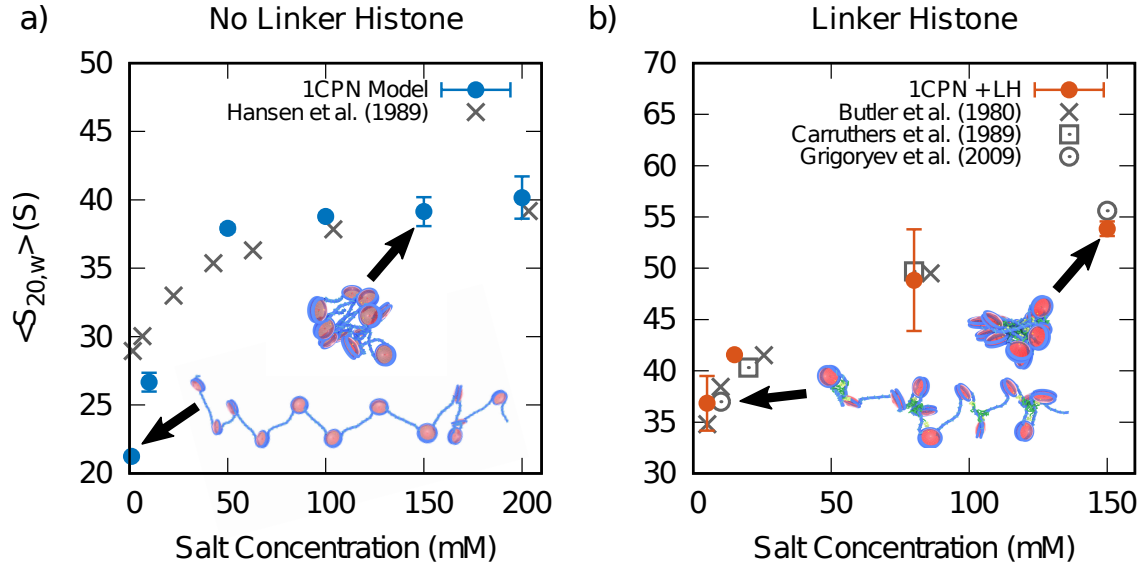 a)
No Linker Histone
50
45
40
35
30
25
20
<S20,w>(S)
1CPN Model
Hansen et al. (1989)
0
50
100
150
200
Salt Concentration (mM)
b)
Linker Histone
70
65
60
55
50
45
40
35
30
1CPN +LH
Butler et al. (1980)
Carruthers et al. (1989)
Grigoryev et al. (2009)
0
50
100
150
Salt Concentration (mM)